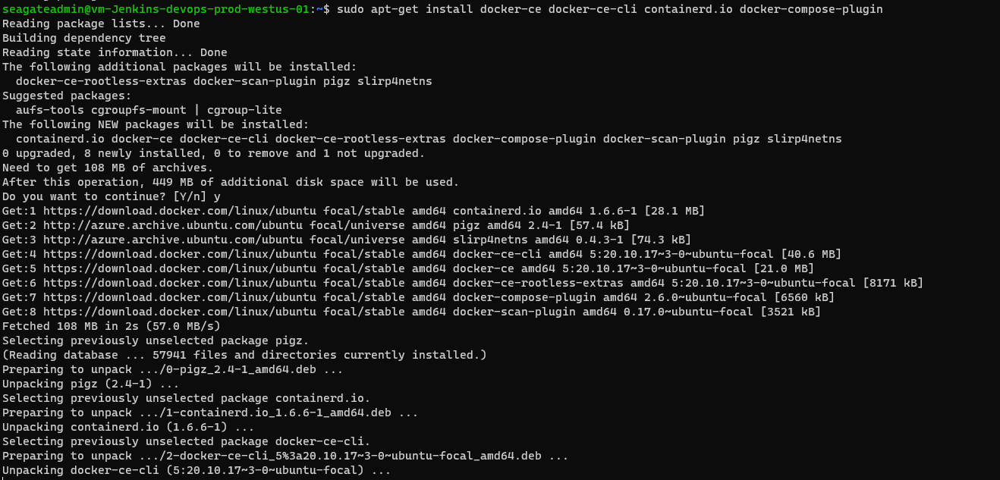 seagateadmin@vm-Jenkins-devops-prod-westus-01:~$ sudo apt-get install docker-ce docker-ce-cli containerd.io docker-compose-plugin
Reading package lists... Done
Building dependency tree
Reading state information... Done
The following additional packages will be installed:
  docker-ce-rootless-extras docker-scan-plugin pigz slirp4netns
Suggested packages:
  aufs-tools cgroupfs-mount | cgroup-lite
The following NEW packages will be installed:
  containerd.io docker-ce docker-ce-cli docker-ce-rootless-extras docker-compose-plugin docker-scan-plugin pigz slirp4netns
0 upgraded, 8 newly installed, 0 to remove and 1 not upgraded.
Need to get 108 MB of archives.
After this operation, 449 MB of additional disk space will be used.
Do you want to continue? [Y/n] y
Get:1 https://download.docker.com/linux/ubuntu focal/stable amd64 containerd.io amd64 1.6.6-1 [28.1 MB]
Get:2 http://azure.archive.ubuntu.com/ubuntu focal/universe amd64 pigz amd64 2.4-1 [57.4 kB]
Get:3 http://azure.archive.ubuntu.com/ubuntu focal/universe amd64 slirp4netns amd64 0.4.3-1 [74.3 kB]
Get:4 https://download.docker.com/linux/ubuntu focal/stable amd64 docker-ce-cli amd64 5:20.10.17~3-0~ubuntu-focal [40.6 MB]
Get:5 https://download.docker.com/linux/ubuntu focal/stable amd64 docker-ce amd64 5:20.10.17~3-0~ubuntu-focal [21.0 MB]
Get:6 https://download.docker.com/linux/ubuntu focal/stable amd64 docker-ce-rootless-extras amd64 5:20.10.17~3-0~ubuntu-focal [8171 kB]
Get:7 https://download.docker.com/linux/ubuntu focal/stable amd64 docker-compose-plugin amd64 2.6.0~ubuntu-focal [6560 kB]
Get:8 https://download.docker.com/linux/ubuntu focal/stable amd64 docker-scan-plugin amd64 0.17.0~ubuntu-focal [3521 kB]
Fetched 108 MB in 2s (57.0 MB/s)
Selecting previously unselected package pigz.
(Reading database ... 57941 files and directories currently installed.)
Preparing to unpack .../0-pigz_2.4-1_amd64.deb ...
Unpacking pigz (2.4-1) ...
Selecting previously unselected package containerd.io.
Preparing to unpack .../1-containerd.io_1.6.6-1_amd64.deb ...
Unpacking containerd.io (1.6.6-1) ...
Selecting previously unselected package docker-ce-cli.
Preparing to unpack .../2-docker-ce-cli_5%3a20.10.17~3-0~ubuntu-focal_amd64.deb ...
Unpacking docker-ce-cli (5:20.10.17~3-0~ubuntu-focal) ...